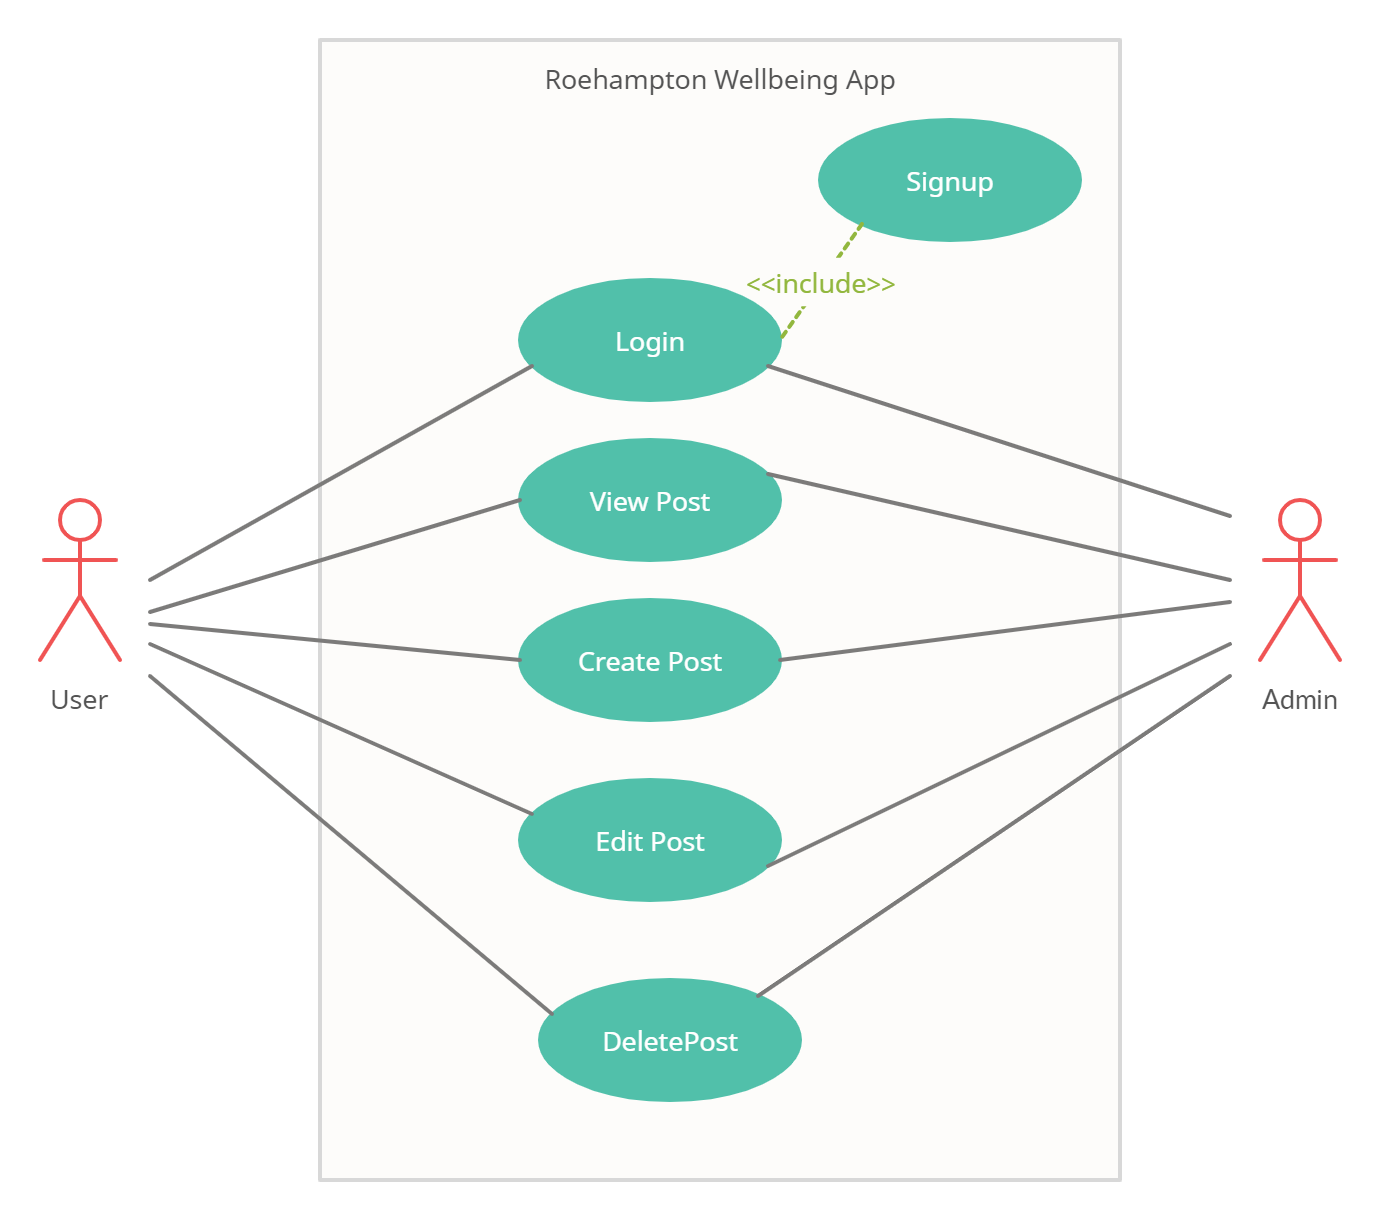 Roehampton Wellbeing App
Signup
<<include>>
Login
View Post
Create Post
User
Admin
Edit Post
DeletePost